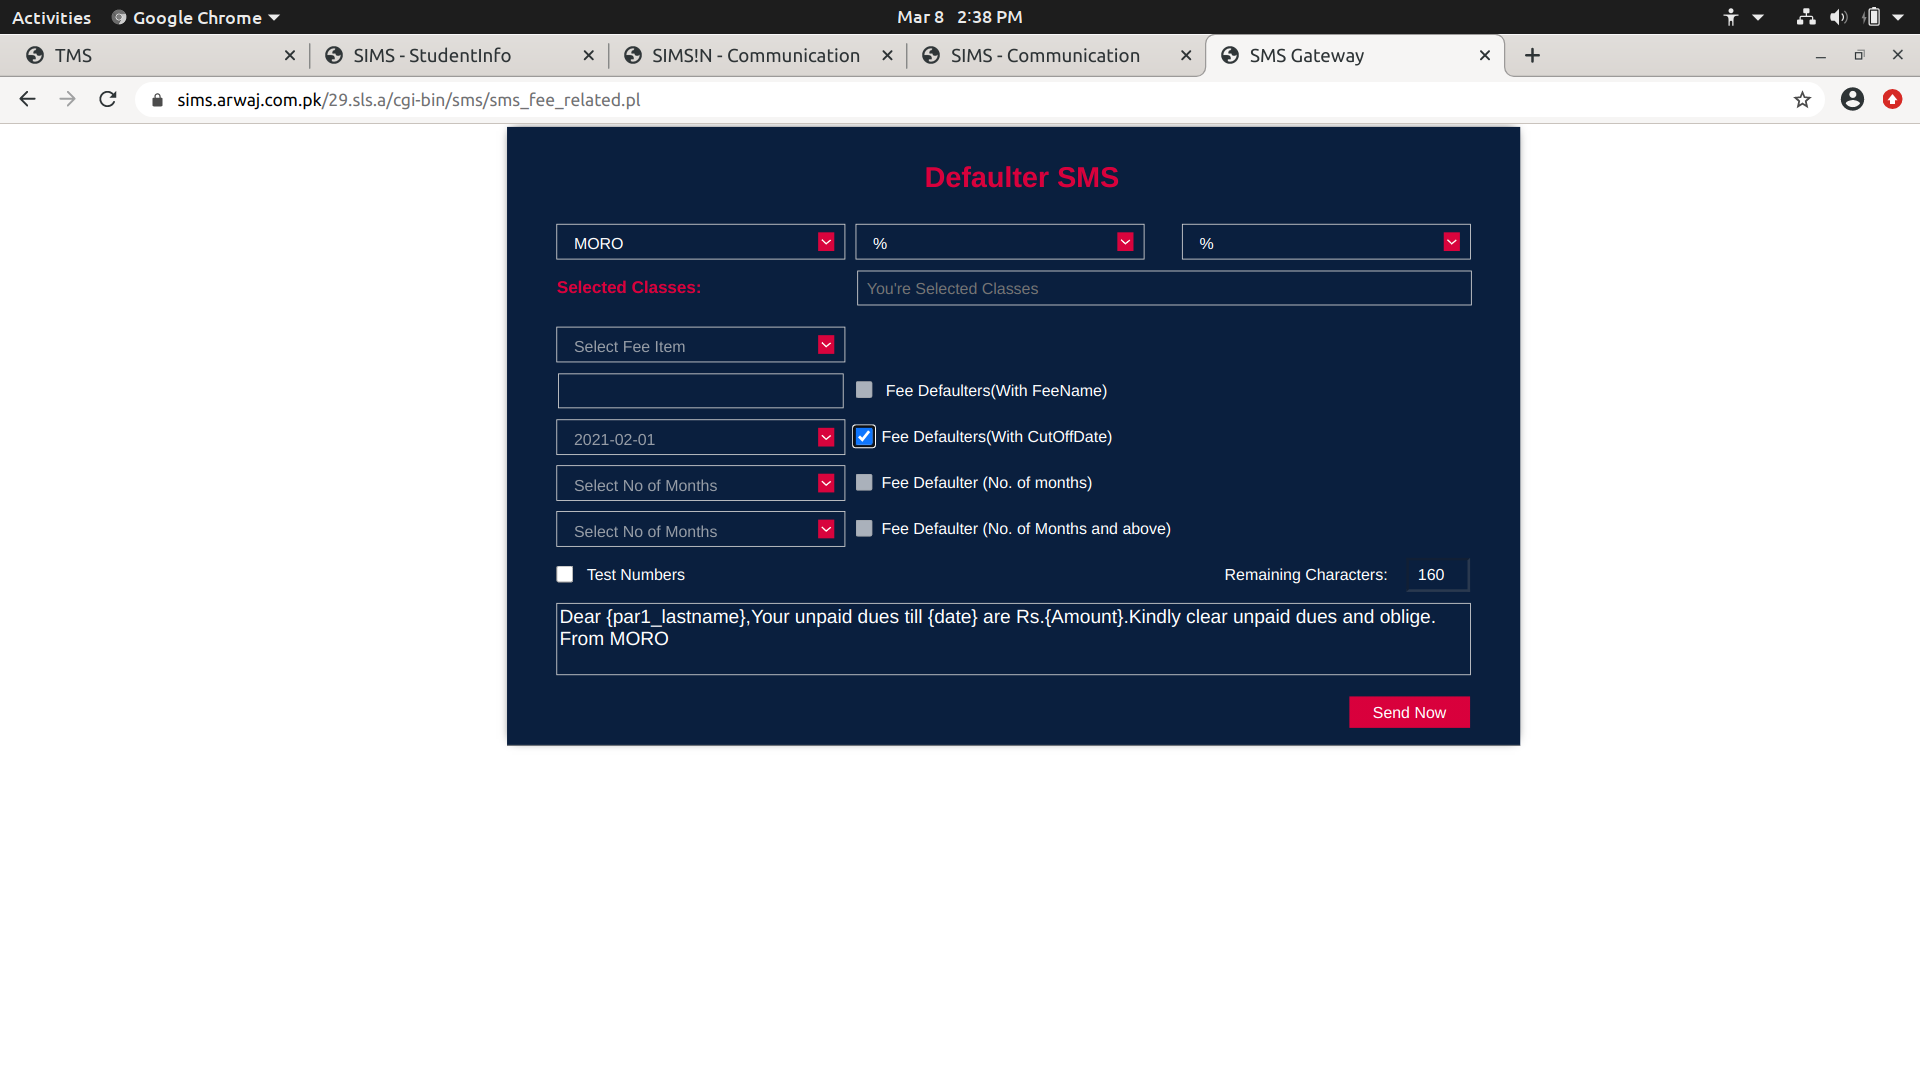 Activities Google Chrome Mar 8 2:38 PM
TMS SIMS - StudentInfo SIMS!N - Communication SIMS - Communication SMS Gateway
sims.arwaj.com.pk/29.sls.a/cgi-bin/sms/sms_fee_related.pl
Defaulter SMS
MORO % %
Selected Classes: You're Selected Classes
Select Fee Item
Fee Defaulters(With FeeName)
2021-02-01 Fee Defaulters(With CutOffDate)
Select No of Months Fee Defaulter (No. of months)
Select No of Months Fee Defaulter (No. of Months and above)
Test Numbers Remaining Characters: 160
Dear {par1_lastname},Your unpaid dues till {date} are Rs.{Amount}.Kindly clear unpaid dues and oblige.
From MORO
Send Now